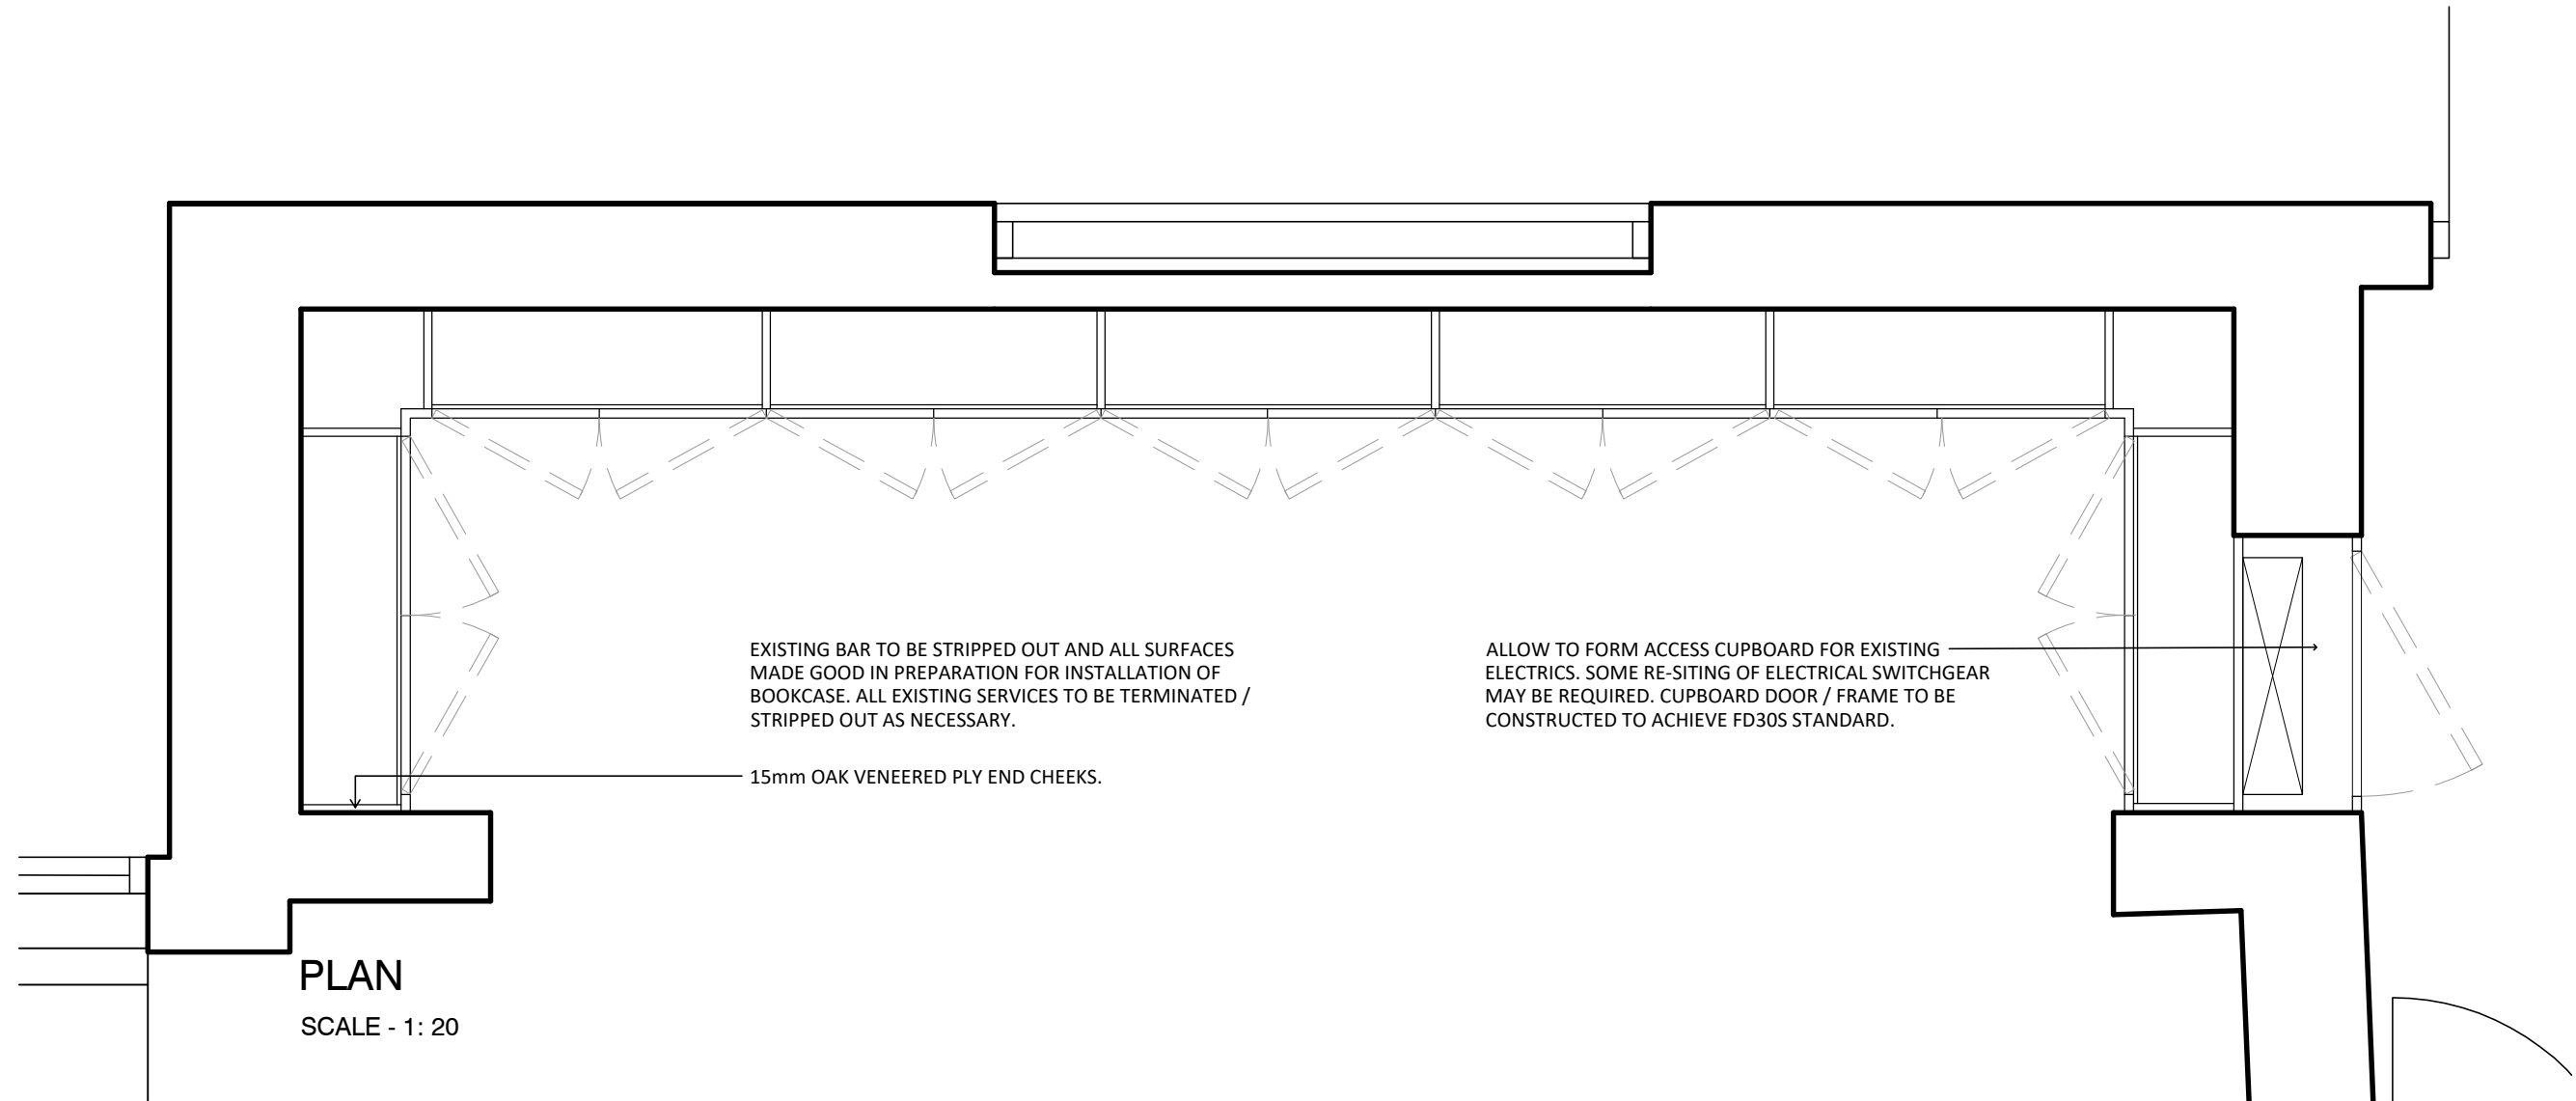 EXISTING BAR TO BE STRIPPED OUT AND ALL SURFACES
MADE GOOD IN PREPARATION FOR INSTALLATION OF
BOOKCASE. ALL EXISTING SERVICES TO BE TERMINATED /
STRIPPED OUT AS NECESSARY.
15mm OAK VENEERED PLY END CHEEKS.
ALLOW TO FORM ACCESS CUPBOARD FOR EXISTING
ELECTRICS. SOME RE-SITING OF ELECTRICAL SWITCHGEAR
MAY BE REQUIRED. CUPBOARD DOOR / FRAME TO BE
CONSTRUCTED TO ACHIEVE FD30S STANDARD.
PLAN
SCALE - 1: 20